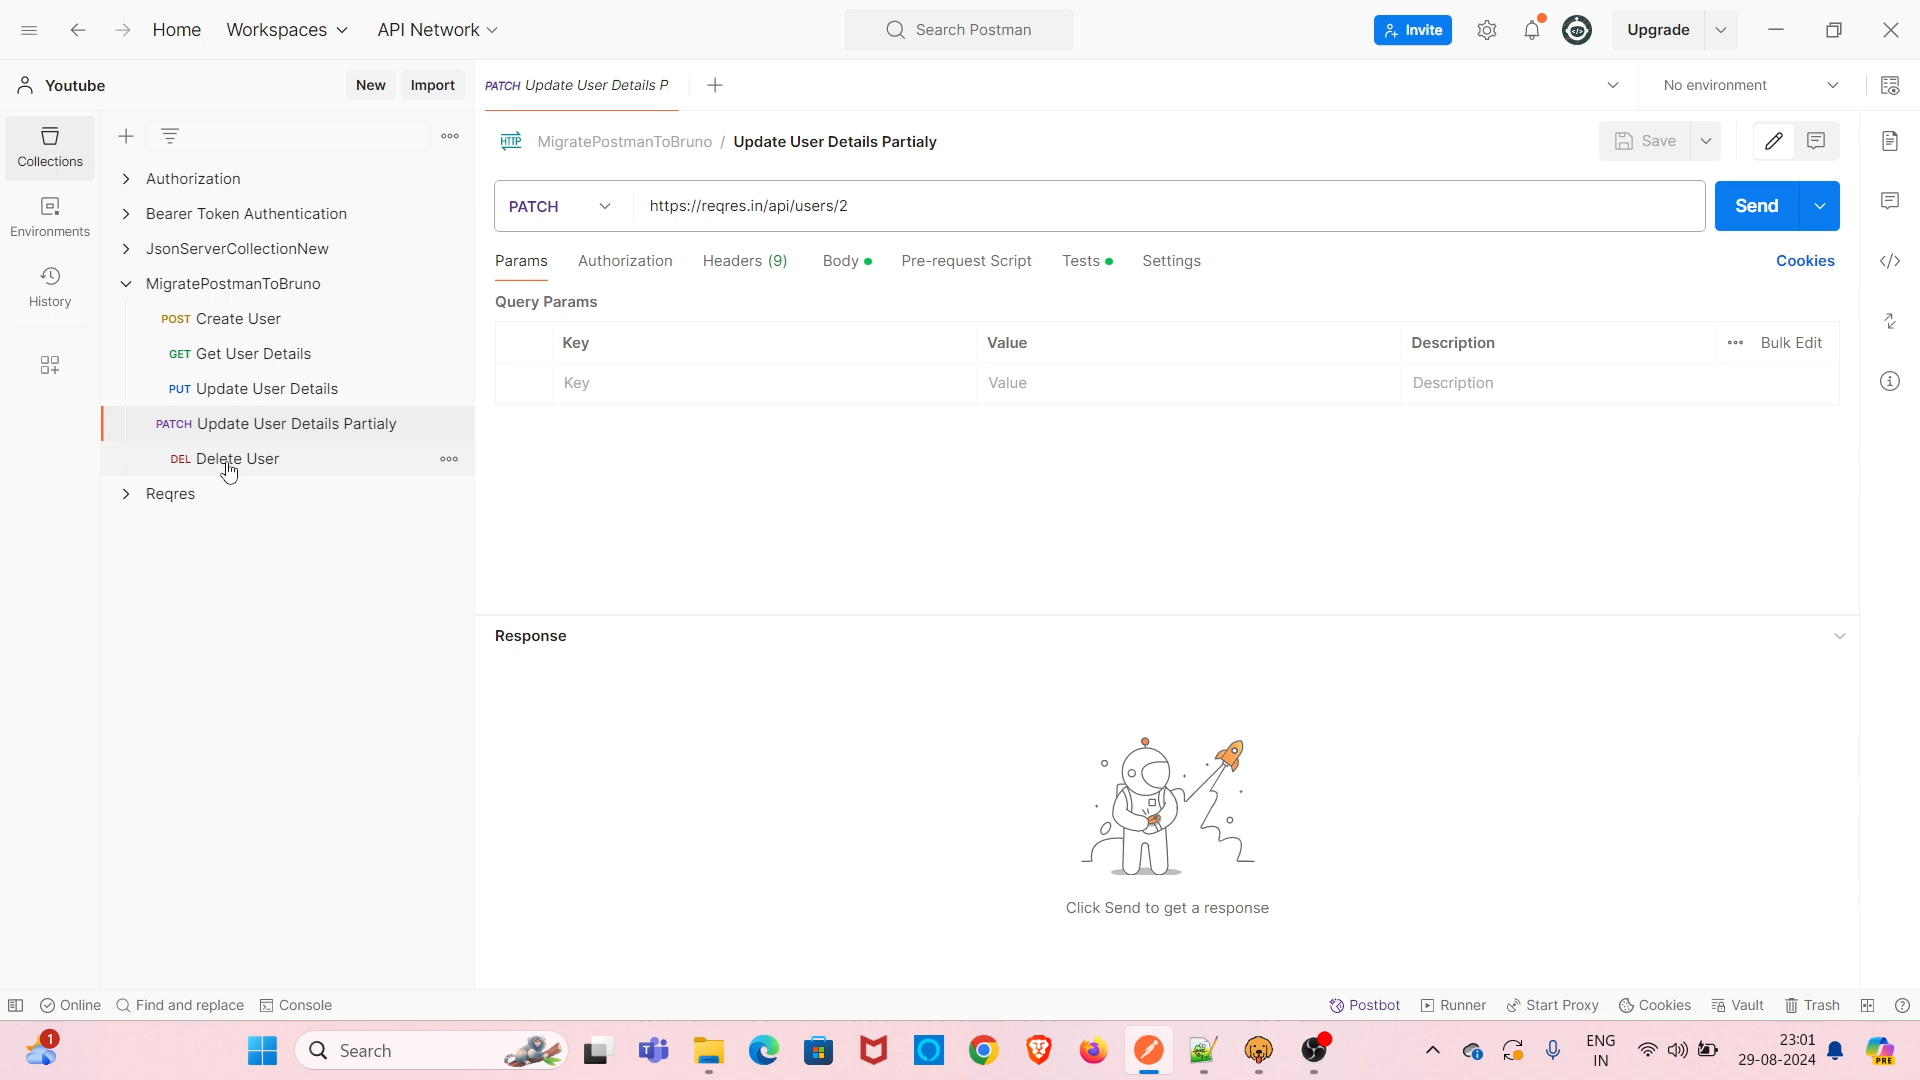 Home Workspaces API Network Search Postman Invite Upgrade
Youtube New Import PATCH Update User Details P No environment
Collections
Environments
History
Authorization
Bearer Token Authentication
JsonServerCollectionNew
MigratePostmanToBruno
POST Create User
GET Get User Details
PUT Update User Details
PATCH Update User Details Partialy
DEL Delete User
Reqres
HTTP MigratePostmanToBruno / Update User Details Partialy Save
PATCH https://reqres.in/api/users/2 Send
Params Authorization Headers (9) Body Pre-request Script Tests Settings Cookies
Query Params
Key Value Description Bulk Edit
Key Value Description
Response
Click Send to get a response
Online Find and replace Console Postbot Runner Start Proxy Cookies Vault Trash
1 Search ENG 23:01
IN 29-08-2024 PRE